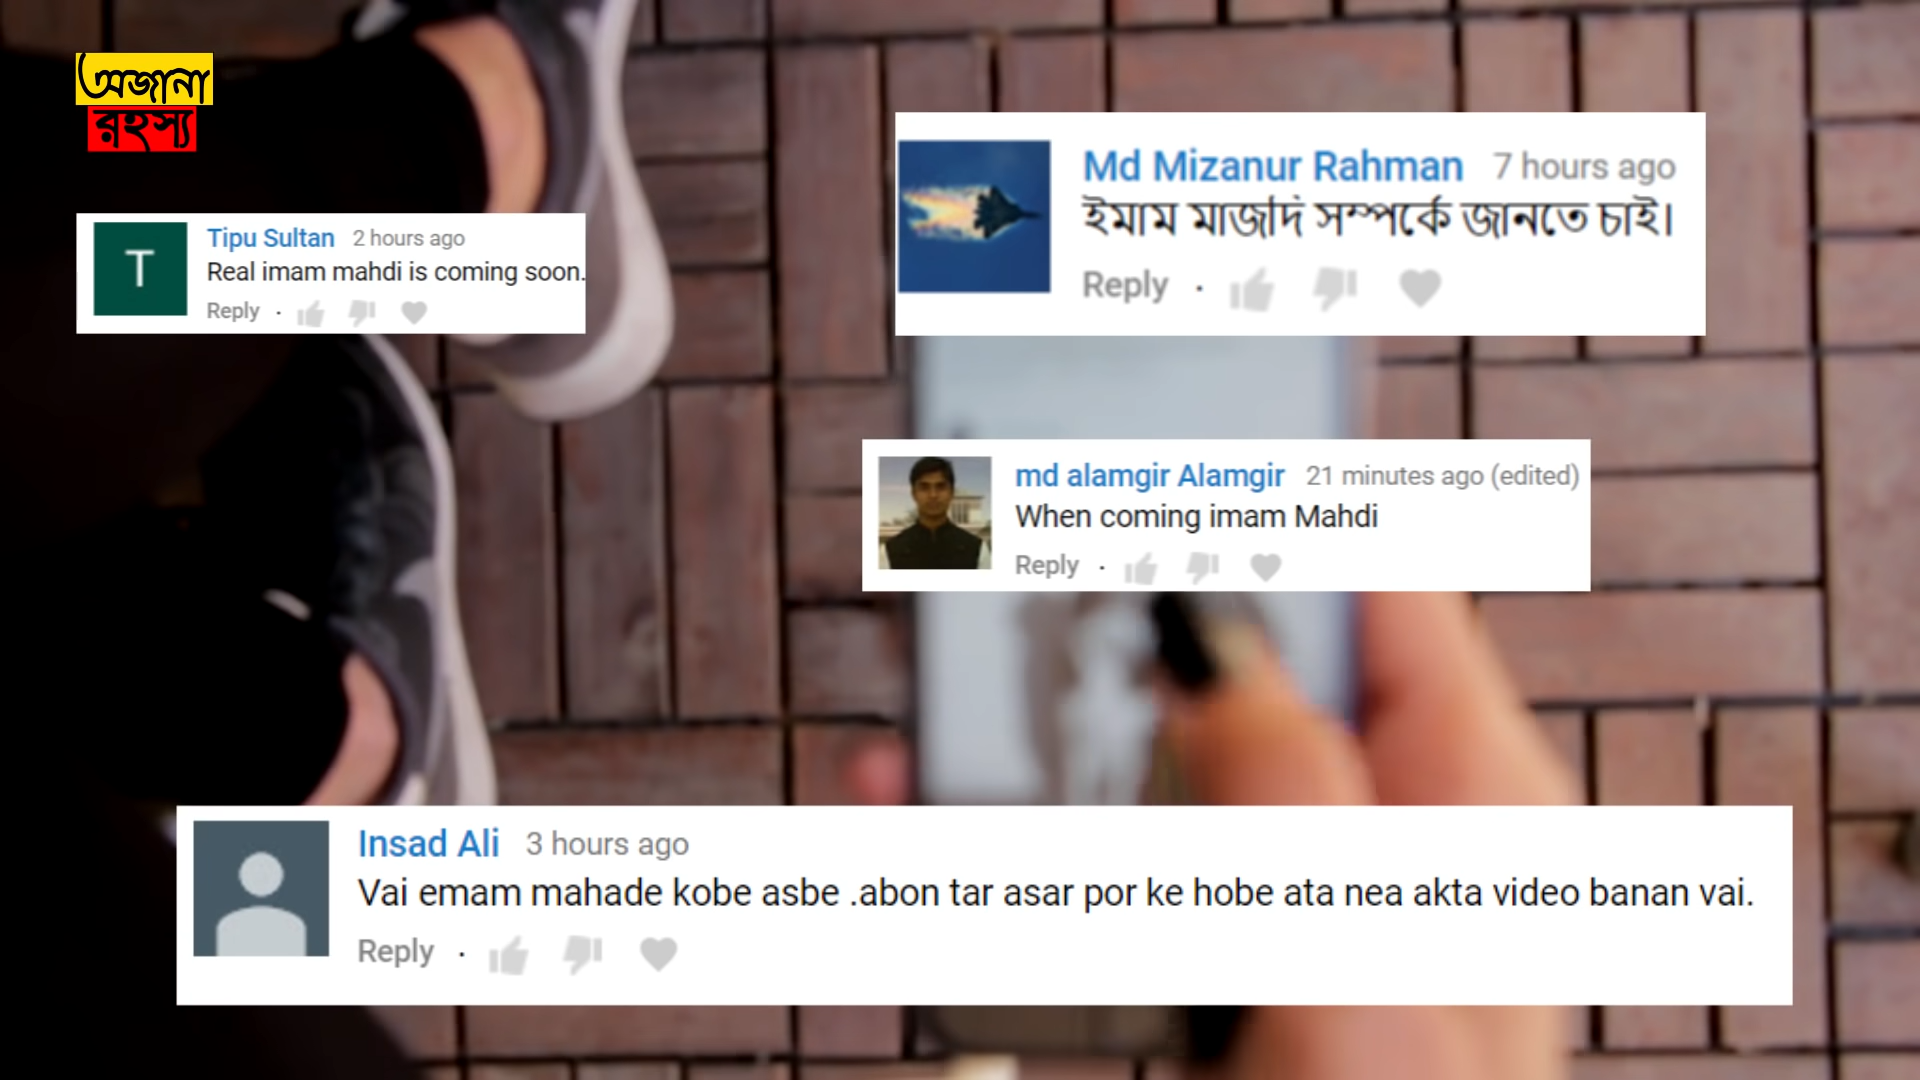 অজানা
রহস্য
Tipu Sultan 2 hours ago
Real imam mahdi is coming soon.
Reply
T
Md Mizanur Rahman 7 hours ago
ইমাম মাজদি সম্পর্কে জানতে চাই।
Reply
md alamgir Alamgir 21 minutes ago (edited)
When coming imam Mahdi
Reply
Insad Ali 3 hours ago
Vai emam mahade kobe asbe .abon tar asar por ke hobe ata nea akta video banan vai.
Reply